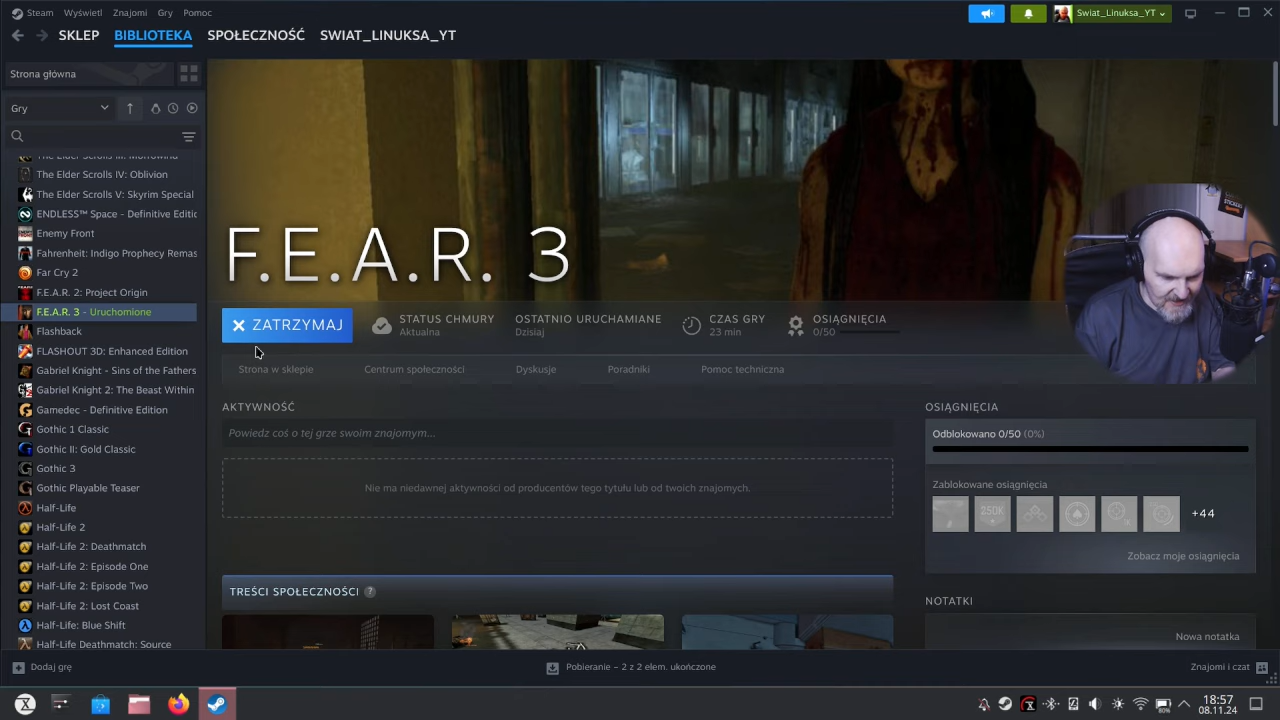 Steam Wyświetl Znajomi Gry Pomoc
Swiat_Linuksa_YT
SKLEP BIBLIOTEKA SPOŁECZNOŚĆ SWIAT_LINUKSA_YT
Strona główna
Gry
The Elder Scrolls III: Morrowind
The Elder Scrolls IV: Oblivion
The Elder Scrolls V: Skyrim Special
ENDLESS™ Space - Definitive Editic
Enemy Front
Fahrenheit: Indigo Prophecy Remas
Far Cry 2
F.E.A.R. 2: Project Origin
F.E.A.R. 3 - Uruchomione
Flashback
FLASHOUT 3D: Enhanced Edition
Gabriel Knight - Sins of the Fathers
Gabriel Knight 2: The Beast Within
Gamedec - Definitive Edition
Gothic 1 Classic
Gothic II: Gold Classic
Gothic 3
Gothic Playable Teaser
Half-Life
Half-Life 2
Half-Life 2: Deathmatch
Half-Life 2: Episode One
Half-Life 2: Episode Two
Half-Life 2: Lost Coast
Half-Life: Blue Shift
Half-Life Deathmatch: Source
F.E.A.R. 3
ZATRZYMAJ
STATUS CHMURY
Aktualna
OSTATNIO URUCHAMIANE
Dzisiaj
CZAS GRY
23 min
OSIĄGNIĘCIA
0/50
Strona w sklepie Centrum społeczności Dyskusje Poradniki Pomoc techniczna
AKTYWNOŚĆ
Powiedz coś o tej grze swoim znajomym...
Nie ma niedawnej aktywności od producentów tego tytułu lub od twoich znajomych.
TREŚCI SPOŁECZNOŚCI ?
OSIĄGNIĘCIA
Odblokowano 0/50 (0%)
Zablokowane osiągnięcia
250K
+44
Zobacz moje osiągnięcia
NOTATKI
Nowa notatka
Dodaj grę
Pobieranie – 2 z 2 elem. ukończone
Znajomi i czat
80%
18:57
08.11.24